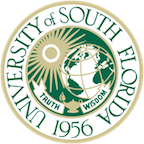 UNIVERSITY of SOUTH FLORIDA
TRUTH WISDOM
1956